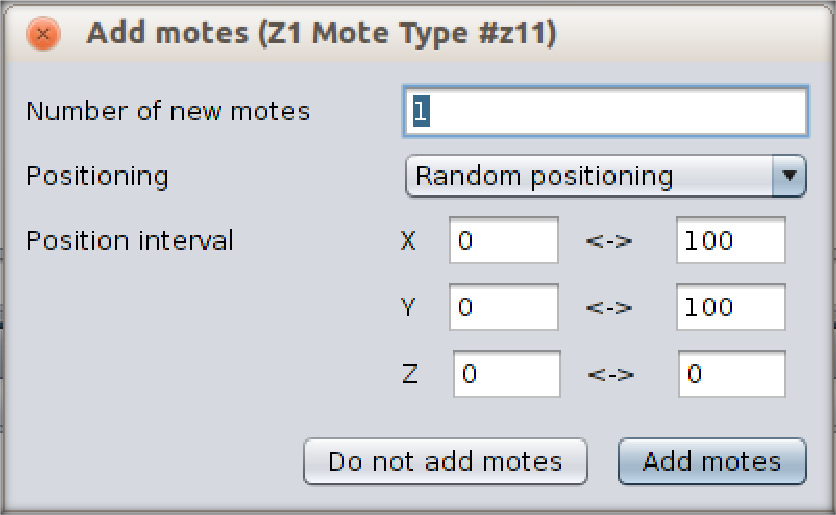 Add motes (Z1 Mote Type #z11)
Number of new motes 1
Positioning Random positioning
Position interval X 0 <-> 100
Y 0 <-> 100
Z 0 <-> 0
Do not add motes Add motes